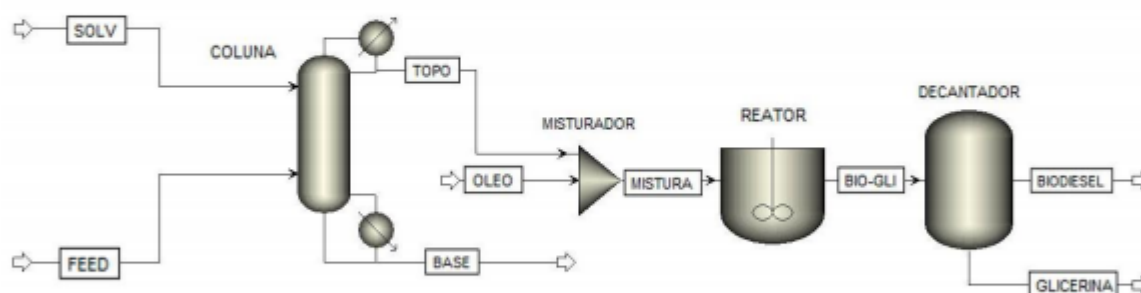 SOLV
COLUNA
TOPO
FEED
BASE
MISTURADOR
OLEO
MISTURA
REATOR
BIO-GLI
DECANTADOR
BIODIESEL
GLICERINA